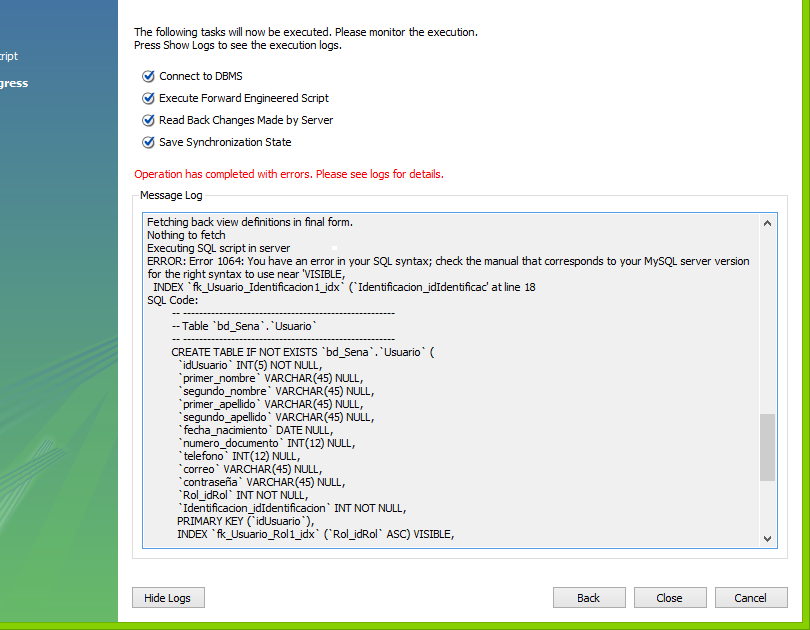 The following tasks will now be executed. Please monitor the execution.
Press Show Logs to see the execution logs.
ript
gress
Connect to DBMS
Execute Forward Engineered Script
Read Back Changes Made by Server
Save Synchronization State
Operation has completed with errors. Please see logs for details.
Message Log
Fetching back view definitions in final form.
Nothing to fetch
Executing SQL script in server
ERROR: Error 1064: You have an error in your SQL syntax; check the manual that corresponds to your MySQL server version
for the right syntax to use near 'VISIBLE,
INDEX `fk_Usuario_Identificacion1_idx` (`Identificacion_idIdentificac' at line 18
SQL Code:
-- -----------------------------------------------------
-- Table `bd_Sena`.`Usuario`
-- -----------------------------------------------------
CREATE TABLE IF NOT EXISTS `bd_Sena`.`Usuario` (
`idUsuario` INT(5) NOT NULL,
`primer_nombre` VARCHAR(45) NULL,
`segundo_nombre` VARCHAR(45) NULL,
`primer_apellido` VARCHAR(45) NULL,
`segundo_apellido` VARCHAR(45) NULL,
`fecha_nacimiento` DATE NULL,
`numero_documento` INT(12) NULL,
`telefono` INT(12) NULL,
`correo` VARCHAR(45) NULL,
`contraseña` VARCHAR(45) NULL,
`Rol_idRol` INT NOT NULL,
`Identificacion_idIdentificacion` INT NOT NULL,
PRIMARY KEY (`idUsuario`),
INDEX `fk_Usuario_Rol1_idx` (`Rol_idRol` ASC) VISIBLE,
Hide Logs
Back
Close
Cancel